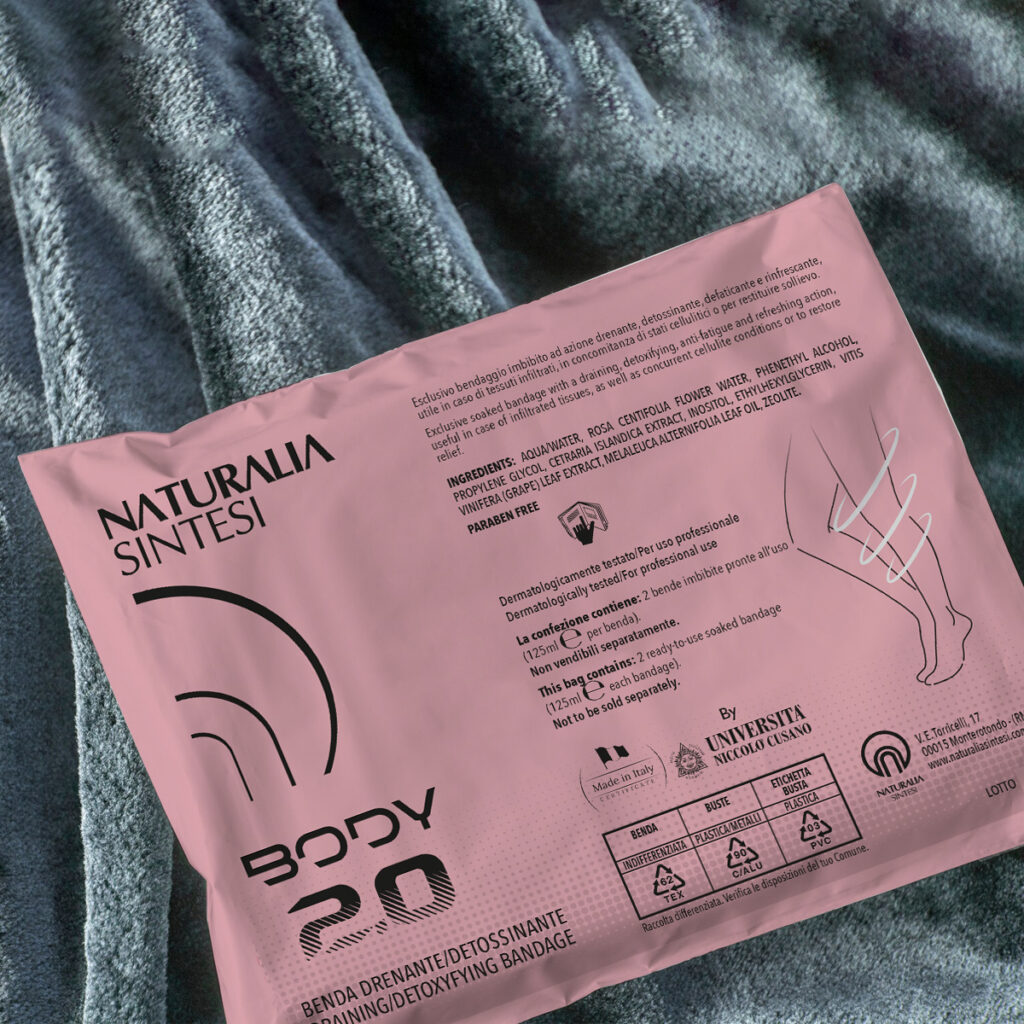 NATURALIA
SINTESI
BODY
2.0
BENDA DRENANTE/DETOSSINANTE
DRAINING/DETOXYFYING BANDAGE
Esclusivo bendaggio imbibito ad azione drenante, detossinante, defaticante e rinfrescante,
utile in caso di tessuti infiltrati, in concomitanza di stati cellulitici o per restituire sollievo.
Exclusive soaked bandage with a draining, detoxifying, anti-fatigue and refreshing action,
useful in case of infiltrated tissues, as well as concurrent cellulite conditions or to restore
relief.
INGREDIENTS: AQUA/WATER, ROSA CENTIFOLIA FLOWER WATER, PHENETHYL ALCOHOL,
PROPYLENE GLYCOL, CETRARIA ISLANDICA EXTRACT, INOSITOL, ETHYLHEXYLGLYCERIN, VITIS
VINIFERA (GRAPE) LEAF EXTRACT, MELALEUCA ALTERNIFOLIA LEAF OIL, ZEOLITE.
PARABEN FREE
Dermatologicamente testato/Per uso professionale
Dermatologically tested/For professional use
La confezione contiene: 2 bende imbibite pronte all'uso
(125ml e per benda).
Non vendibili separatamente.
This bag contains: 2 ready-to-use soaked bandage
(125ml e each bandage).
Not to be sold separately.
By
Made in Italy
CERTIFICATE
UNIVERSITÀ
NICCOLÒ CUSANO
NATURALIA
SINTESI
V. E. Torricelli, 17
00015 Monterotondo - (RM
www.naturaliasintesi.com
LOTTO
BENDA BUSTE ETICHETTA BUSTA
INDIFFERENZIATA PLASTICA/METALLI PLASTICA
62 90 03
TEX C/ALU PVC
Raccolta differenziata. Verifica le disposizioni del tuo Comune.